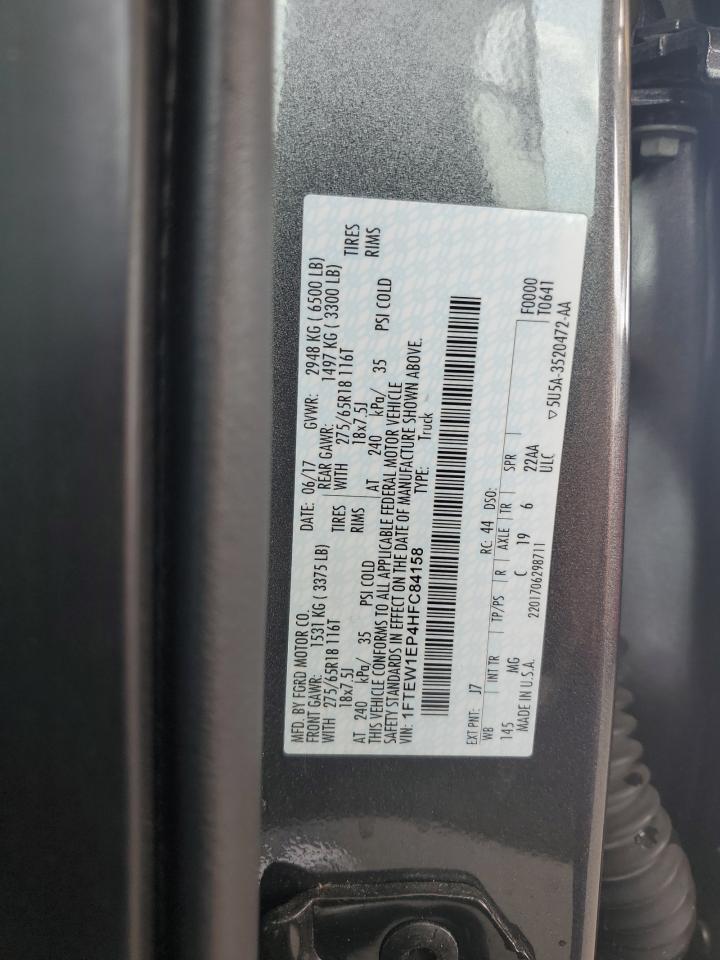 MFD. BY FORD MOTOR CO.
DATE: 06/17 GVWR: 2948 KG ( 6500 LB)
FRONT GAWR: 1531 KG ( 3375 LB) REAR GAWR: 1497 KG ( 3300 LB)
WITH 275/65R18 116T TIRES WITH 275/65R18 116T TIRES
18x7.5J RIMS 18x7.5J RIMS
AT 240 kPa/ 35 PSI COLD AT 240 kPa/ 35 PSI COLD
THIS VEHICLE CONFORMS TO ALL APPLICABLE FEDERAL MOTOR VEHICLE
SAFETY STANDARDS IN EFFECT ON THE DATE OF MANUFACTURE SHOWN ABOVE.
VIN: 1FTEW1EP4HFC84158 TYPE: Truck
EXT PNT: J7 RC: 44 DSO: F0000
WB INT TR TP/PS R AXLE TR SPR T0641
145 MG C 19 6 22AA
MADE IN U.S.A. 2201706298711 ULC ▽5U5A-3520472-AA